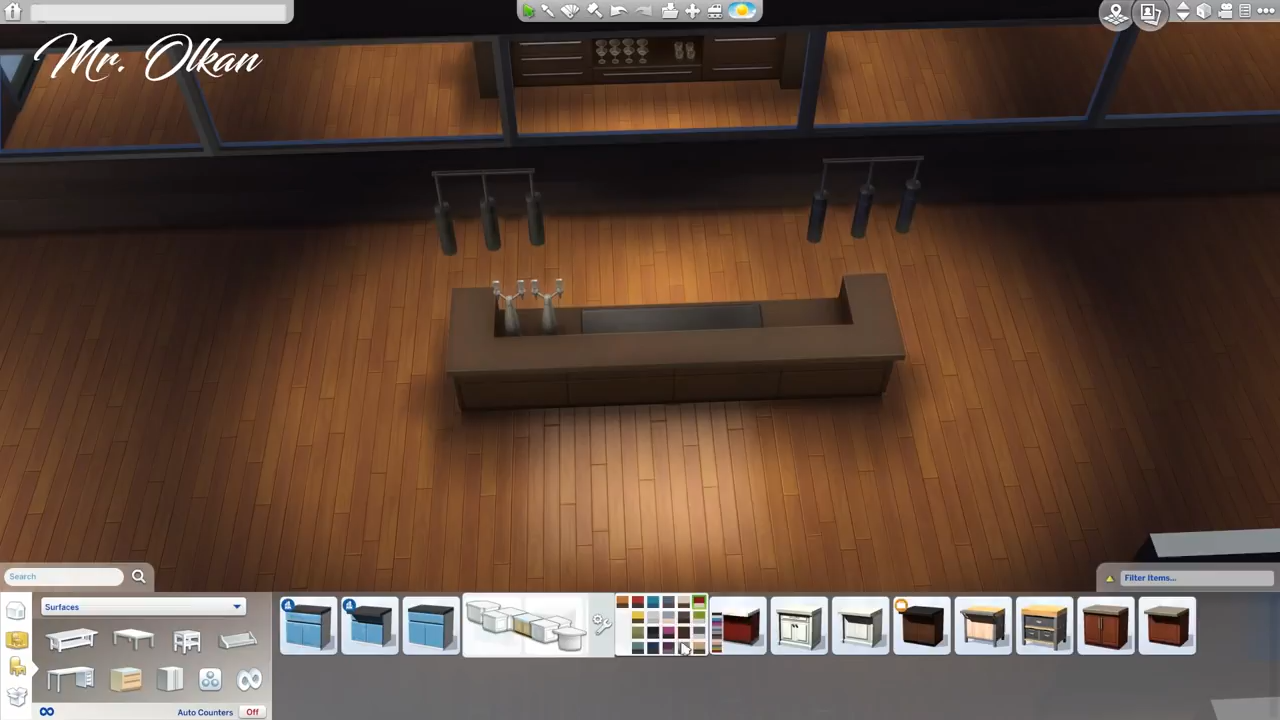 Mr. Olkan
Search
Filter Items...
Surfaces
Auto Counters Off